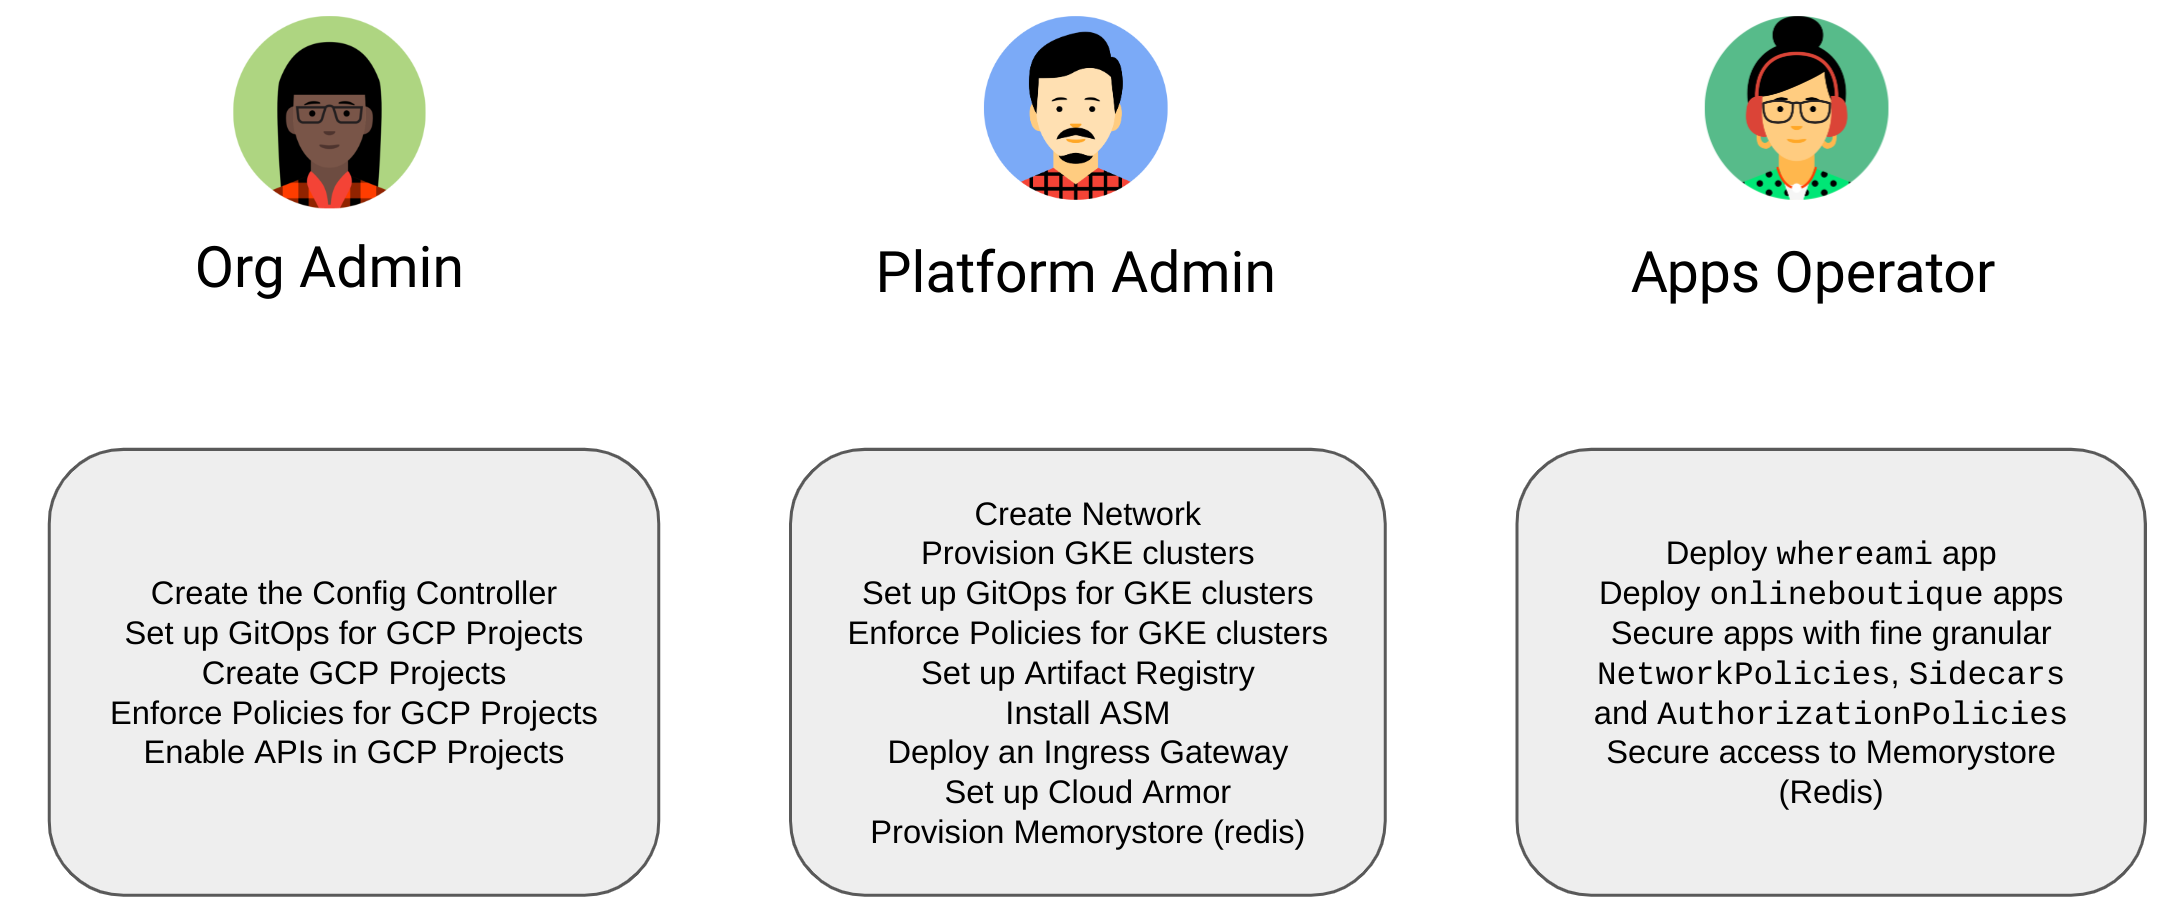 Org Admin
Platform Admin
Apps Operator
Create the Config Controller
Set up GitOps for GCP Projects
Create GCP Projects
Enforce Policies for GCP Projects
Enable APIs in GCP Projects
Create Network
Provision GKE clusters
Set up GitOps for GKE clusters
Enforce Policies for GKE clusters
Set up Artifact Registry
Install ASM
Deploy an Ingress Gateway
Set up Cloud Armor
Provision Memorystore (redis)
Deploy whereami app
Deploy onlineboutique apps
Secure apps with fine granular
NetworkPolicies, Sidecars
and AuthorizationPolicies
Secure access to Memorystore
(Redis)